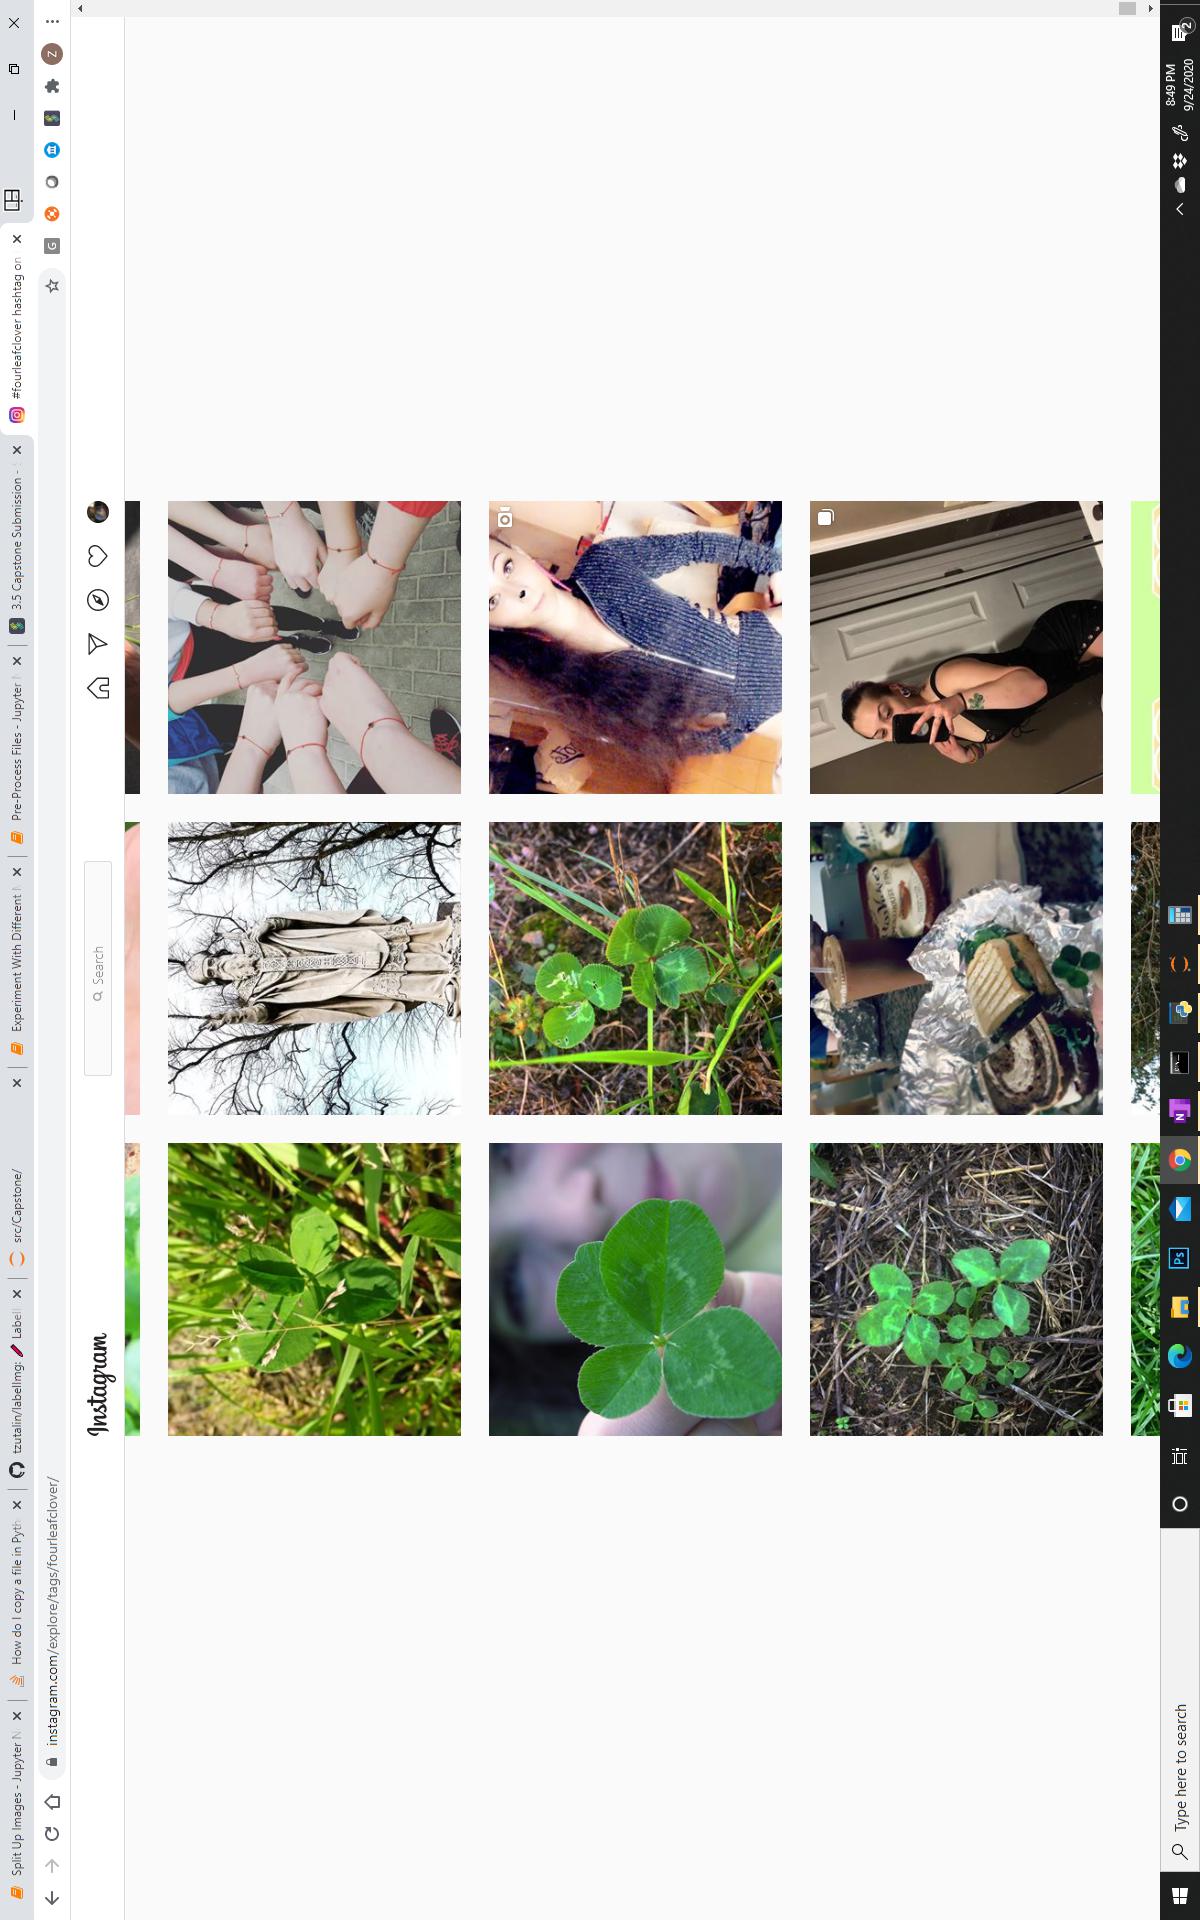 Split Up Images - Jupyter N
How do I copy a file in Pyth
tzutalin/labelImg: Labell
src/Capstone/
Experiment With Different
Pre-Process Files - Jupyter
3.5 Capstone Submission -
#fourleafclover hashtag on
instagram.com/explore/tags/fourleafclover/
G
Z
Instagram
Search
Type here to search
Ps
N
8:49 PM
9/24/2020
2